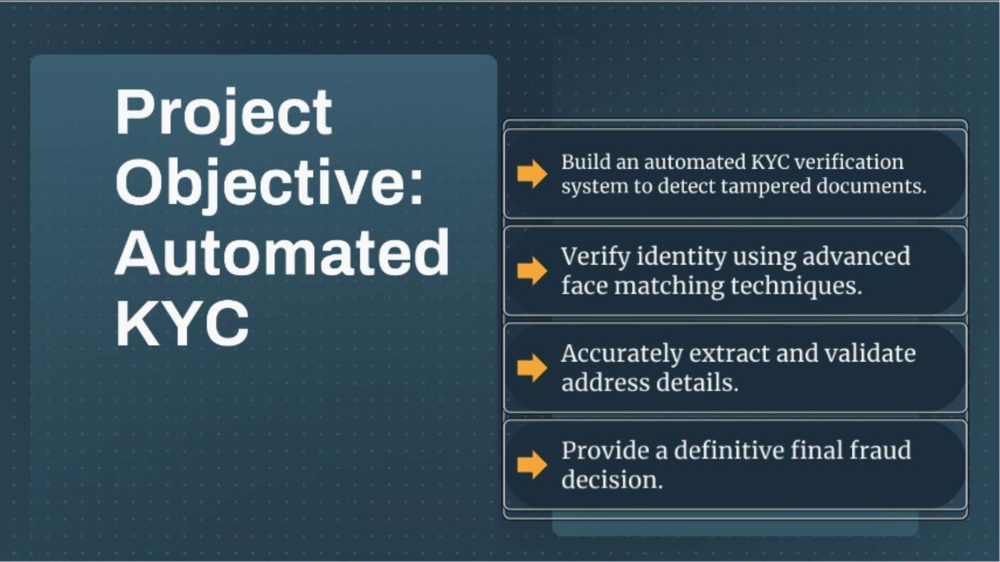 Project
Objective:
Automated
KYC
Build an automated KYC verification
system to detect tampered documents.
Verify identity using advanced
face matching techniques.
Accurately extract and validate
address details.
Provide a definitive final fraud
decision.